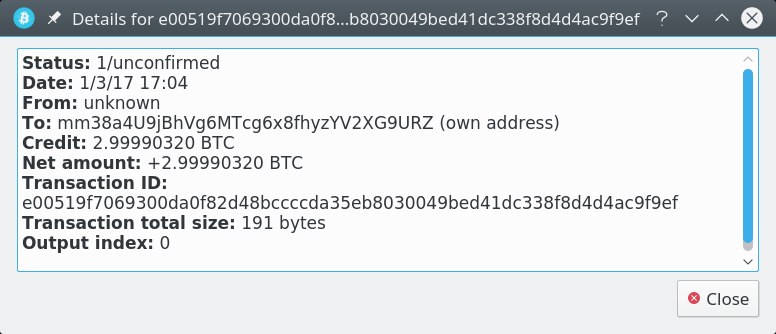 Details for e00519f7069300da0f8...b8030049bed41dc338f8d4d4ac9f9ef
Status: 1/unconfirmed
Date: 1/3/17 17:04
From: unknown
To: mm38a4U9jBhVg6MTcg6x8fhyzYV2XG9URZ (own address)
Credit: 2.99990320 BTC
Net amount: +2.99990320 BTC
Transaction ID:
e00519f7069300da0f82d48bccccda35eb8030049bed41dc338f8d4d4ac9f9ef
Transaction total size: 191 bytes
Output index: 0
Close